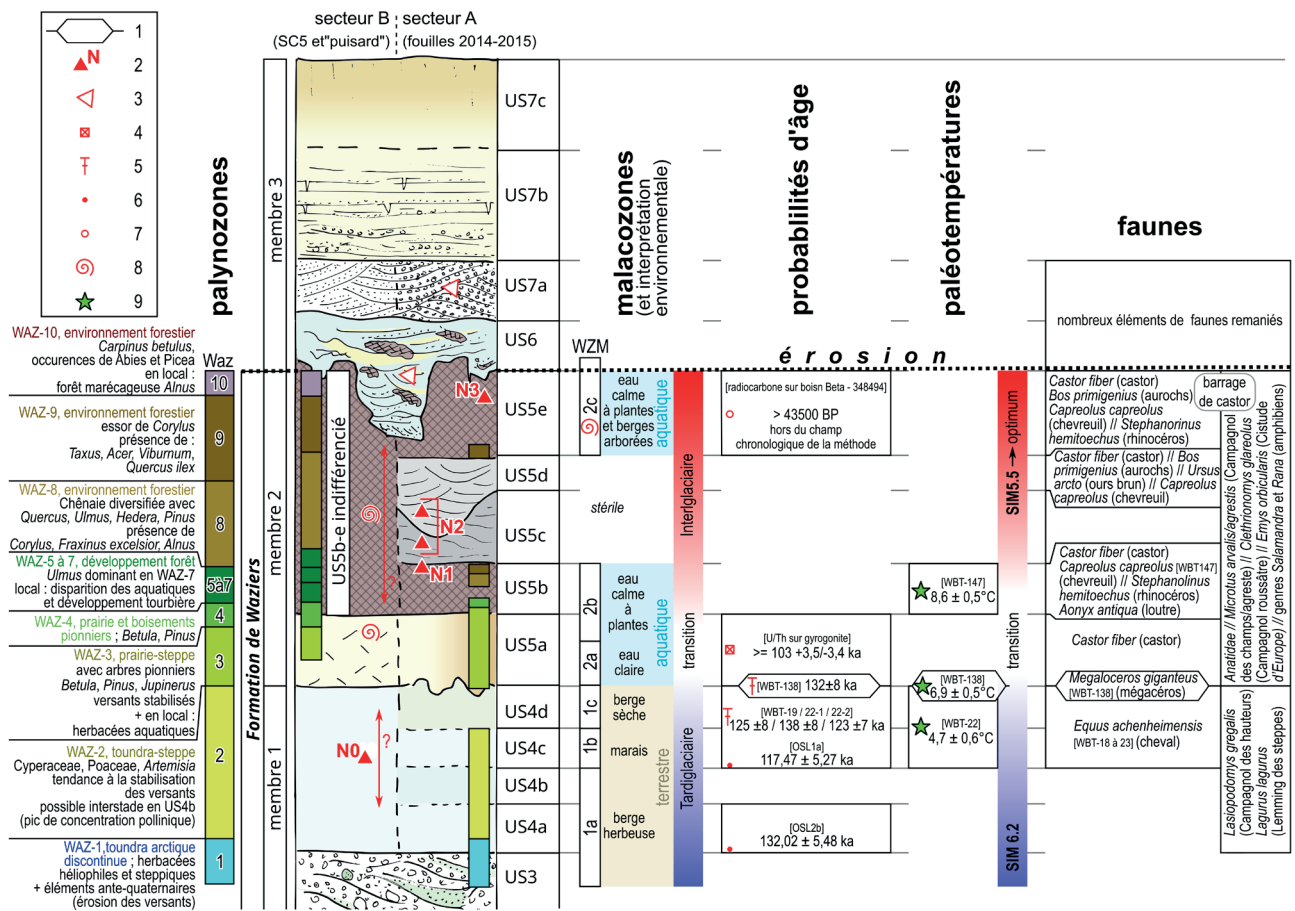 1
N
2
3
4
5
6
7
8
9
secteur B
(SC5 et"puisard")
secteur A
(fouilles 2014-2015)
palynozones
Waz
WAZ-10, environnement forestier
Carpinus betulus,
occurences de Abies et Picea
en local :
forêt marécageuse Alnus
10
WAZ-9, environnement forestier
essor de Corylus
présence de :
Taxus, Acer, Viburnum,
Quercus ilex
9
WAZ-8, environnement forestier
Chênaie diversifiée avec
Quercus, Ulmus, Hedera, Pinus
présence de
Corylus, Fraxinus excelsior, Alnus
8
WAZ-5 à 7, développement forêt
Ulmus dominant en WAZ-7
local : disparition des aquatiques
et développement tourbière
5à7
WAZ-4, prairie et boisements
pionniers ; Betula, Pinus
4
WAZ-3, prairie-steppe
avec arbres pionniers
Betula, Pinus, Jupinerus
versants stabilisés
+ en local :
herbacées aquatiques
3
WAZ-2, toundra-steppe
Cyperaceae, Poaceae, Artemisia
tendance à la stabilisation
des versants
possible interstade en US4b
(pic de concentration pollinique)
2
WAZ-1,toundra arctique
discontinue ; herbacées
héliophiles et steppiques
+ éléments ante-quaternaires
(érosion des versants)
1
Formation de Waziers
membre 3
membre 2
membre 1
US5b-e indifférencié
?
?
N0
N1
N2
N3
US7c
US7b
US7a
US6
US5e
US5d
US5c
US5b
US5a
US4d
US4c
US4b
US4a
US3
malacozones
(et interprétation
environnementale)
WZM
2c
eau
calme
à plantes
et berges
arborées
aquatique
stérile
2b
eau
calme
à
plantes
2a
eau
claire
aquatique
1c
berge
sèche
1b
marais
1a
berge
herbeuse
terrestre
Interlglaciaire
transition
Tardiglaciaire
probablilités d'âge
érosion
[radiocarbone sur boisn Beta - 348494]
> 43500 BP
hors du champ
chronologique de la méthode
[U/Th sur gyrogonite]
>= 103 +3,5/-3,4 ka
[WBT-138] 132±8 ka
[WBT-19 / 22-1 / 22-2]
125 ±8 / 138 ±8 / 123 ±7 ka
[OSL1a]
117,47 ± 5,27 ka
[OSL2b]
132,02 ± 5,48 ka
paléotempératures
[WBT-147]
8,6 ± 0,5°C
[WBT-138]
6,9 ± 0,5°C
[WBT-22]
4,7 ± 0,6°C
SIM5.5 → optimum
transition
SIM 6.2
faunes
nombreux éléments de faunes remaniés
Castor fiber (castor)
Bos primigenius (aurochs)
Capreolus capreolus
(chevreuil) // Stephanorinus
hemitoechus (rhinocéros)
barrage
de castor
Castor fiber (castor) // Bos
primigenius (aurochs) // Ursus
arcto (ours brun) // Capreolus
capreolus (chevreuil)
Castor fiber (castor)
Capreolus capreolus [WBT147]
(chevreuil) // Stephanolinus
hemitoechus (rhinocéros)
Aonyx antiqua (loutre)
Castor fiber (castor)
Megaloceros giganteus
[WBT-138] (mégacéros)
Equus achenheimensis
[WBT-18 à 23] (cheval)
Anatidae // Microtus arvalis/agrestis (Campagnol
des champs/agreste) // Clethrionomys glareolus
(Campagnol roussâtre) // Emys orbicularis (Cistude
d'Europe) // genres Salamandra et Rana (amphibiens)
Lasiopodomys gregalis
(Campagnol des hauteurs)
Lagurus lagurus
(Lemming des steppes)